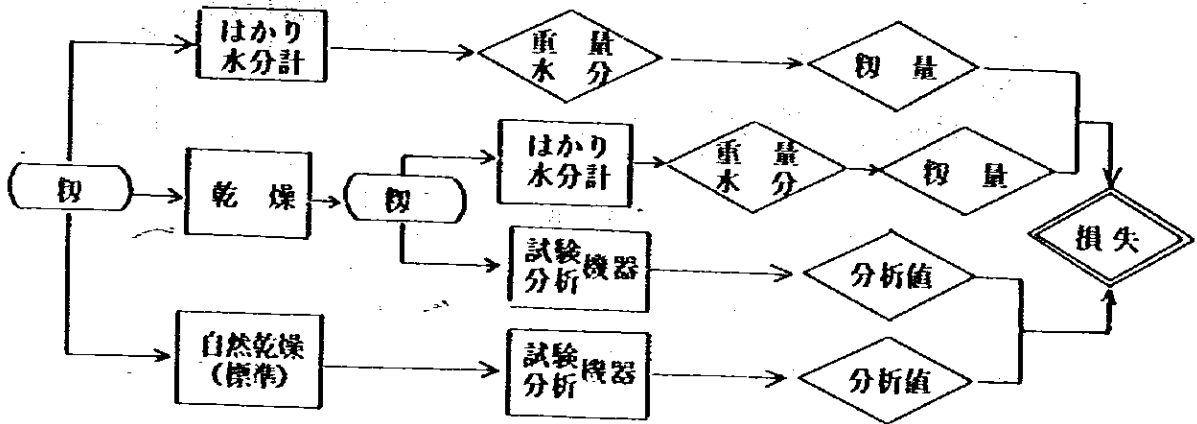 はかり
水分計
重量
水分
籾量
籾
乾燥
籾
はかり
水分計
重量
水分
籾量
損失
試験
分析機器
分析値
自然乾燥
(標準)
試験
分析機器
分析値